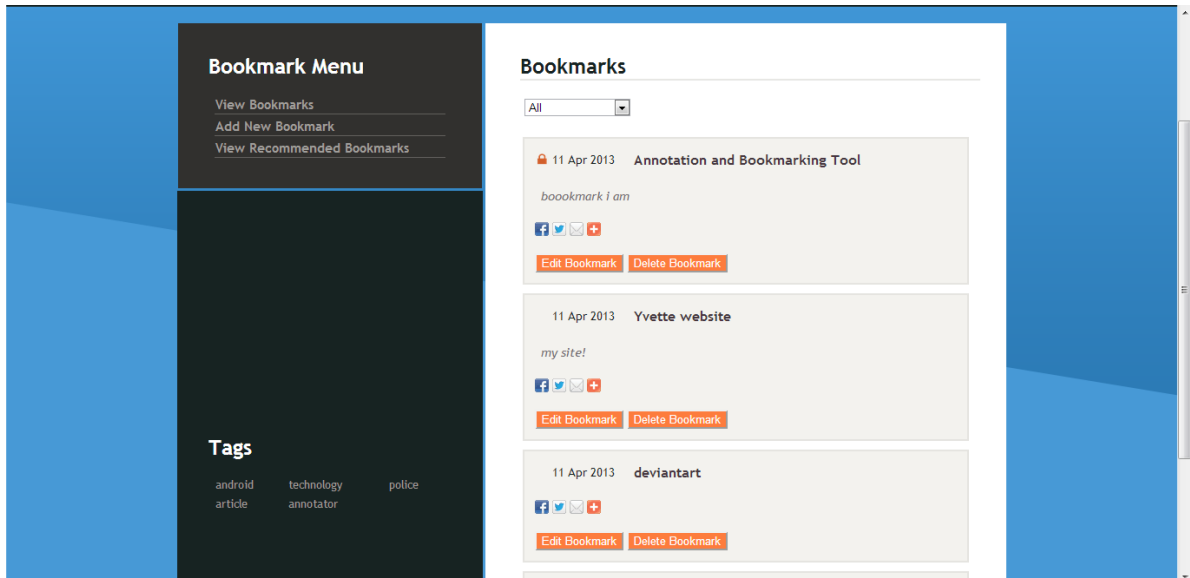 Bookmark Menu
View Bookmarks
Add New Bookmark
View Recommended Bookmarks
Tags
android technology police
article annotator
Bookmarks
All
11 Apr 2013 Annotation and Bookmarking Tool
boookmark i am
Edit Bookmark Delete Bookmark
11 Apr 2013 Yvette website
my site!
Edit Bookmark Delete Bookmark
11 Apr 2013 deviantart
Edit Bookmark Delete Bookmark